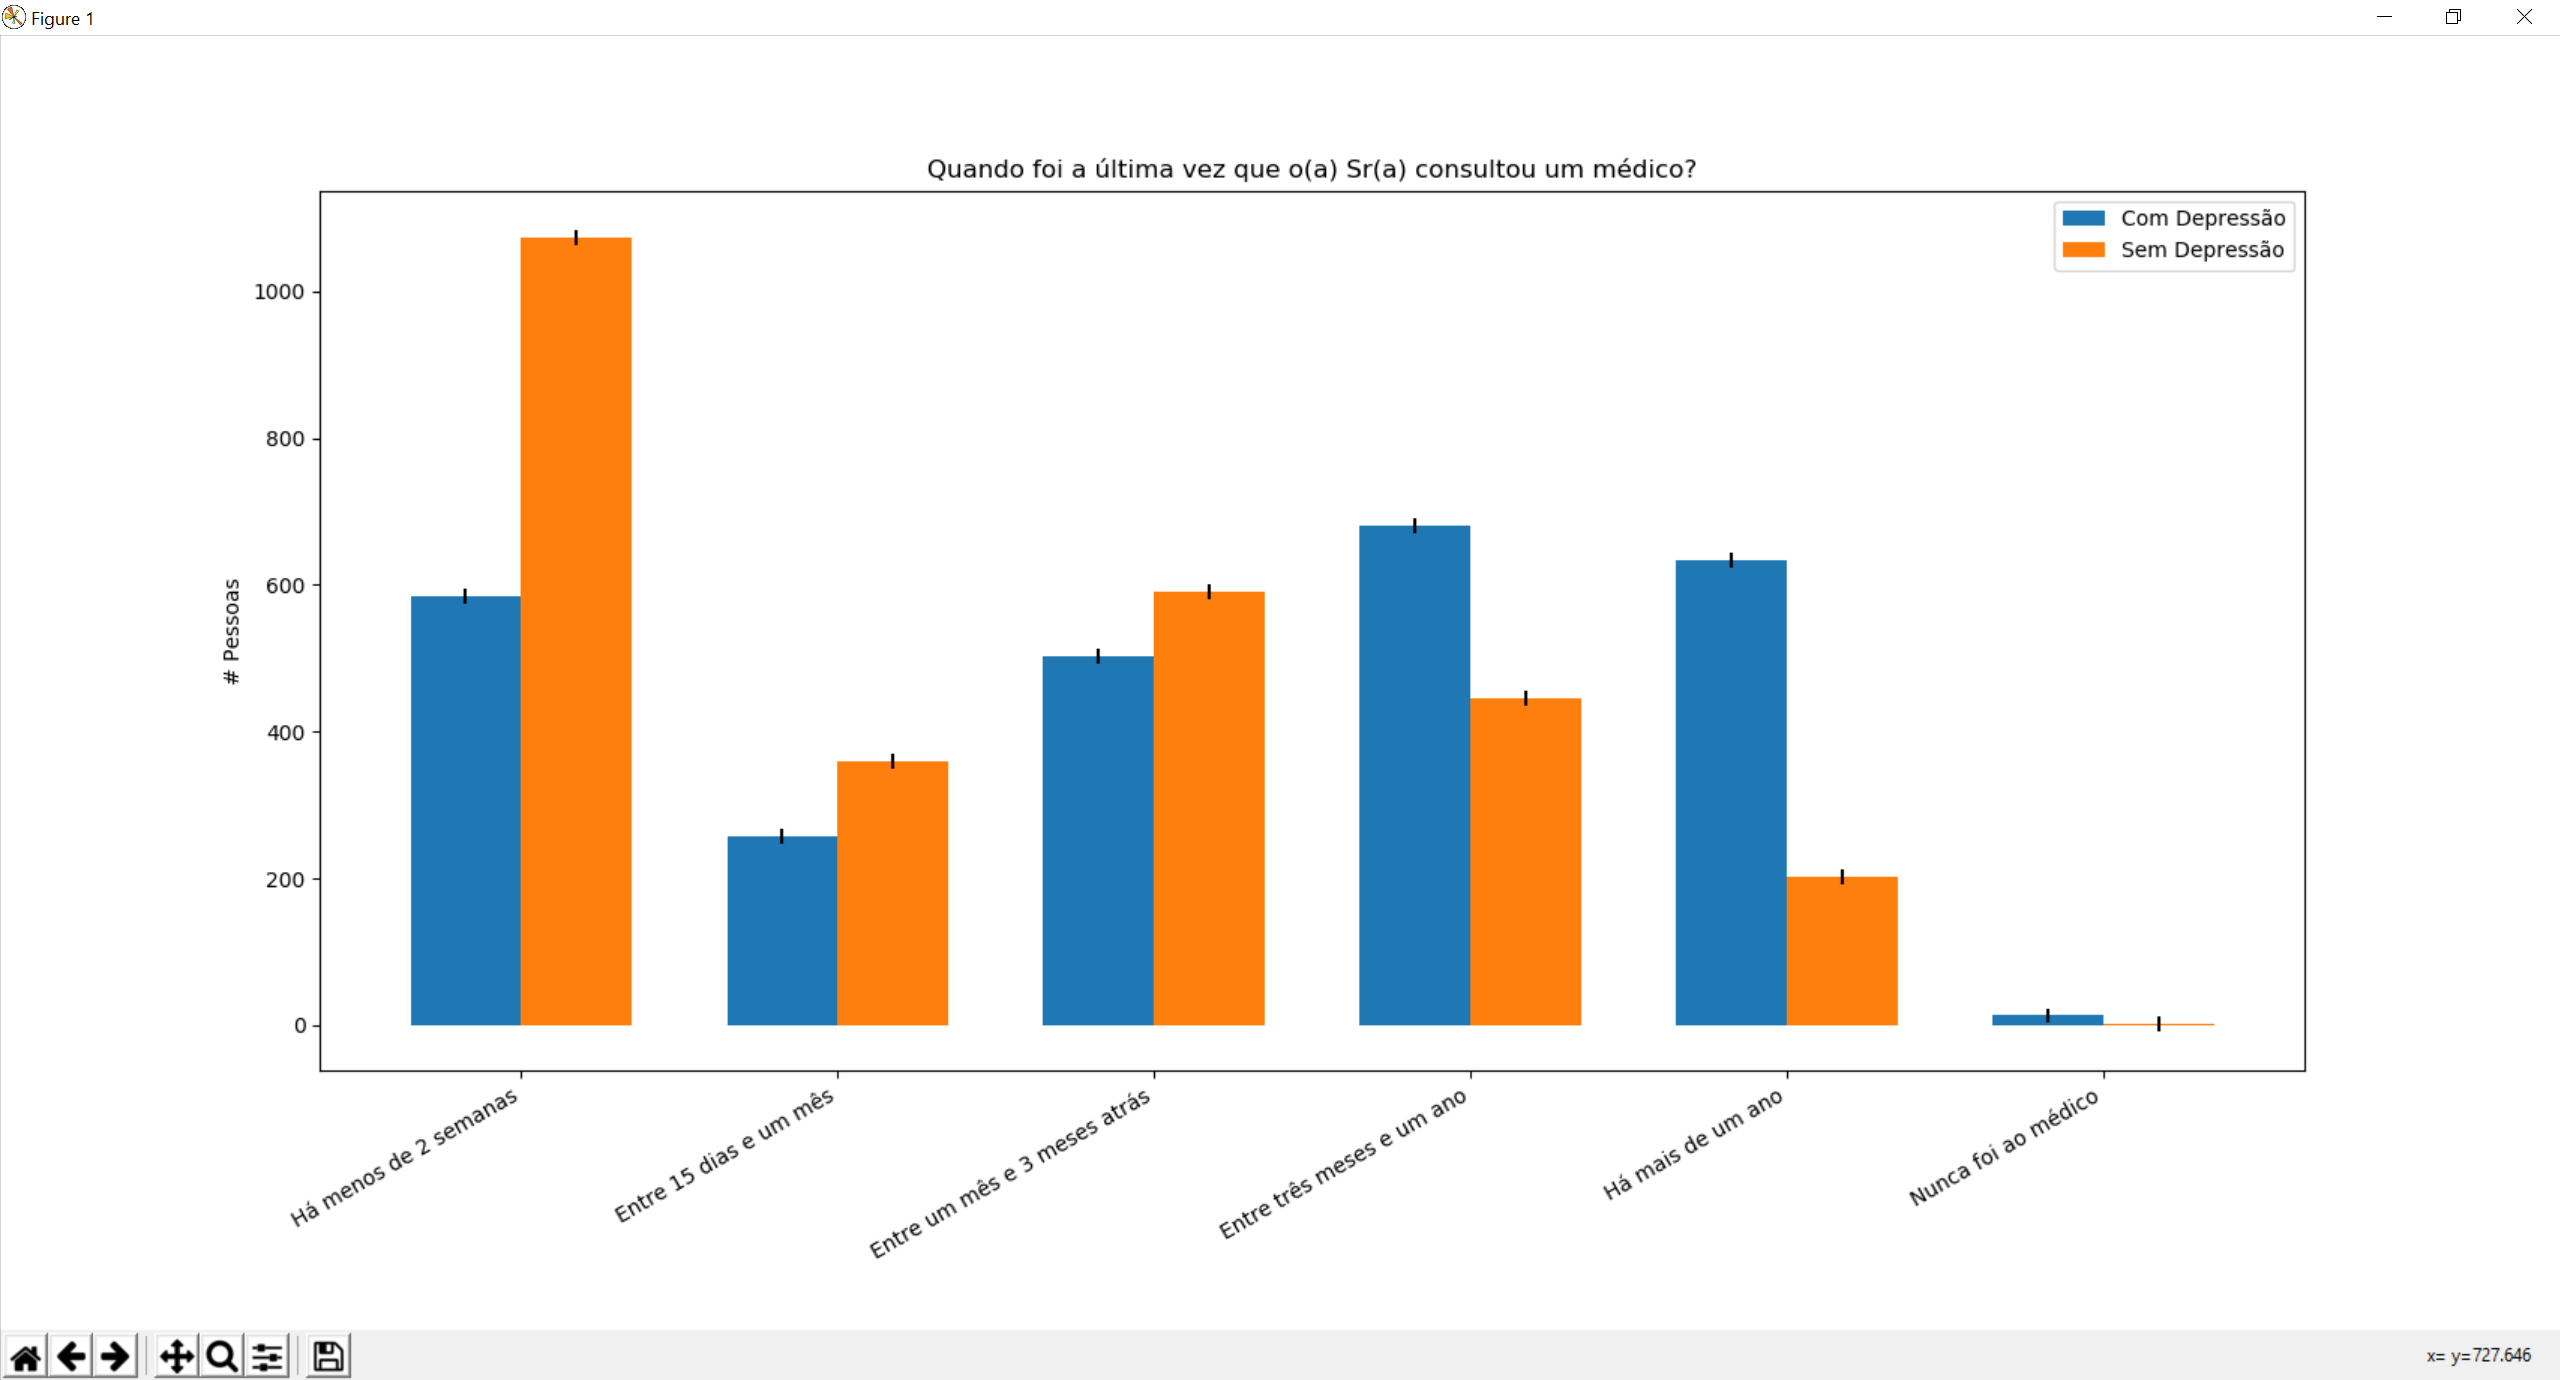 Figure 1
Quando foi a última vez que o(a) Sr(a) consultou um médico?
Com Depressão
Sem Depressão
1000
800
600
400
200
0
# Pessoas
Há menos de 2 semanas
Entre 15 dias e um mês
Entre um mês e 3 meses atrás
Entre três meses e um ano
Há mais de um ano
Nunca foi ao médico
x= y=727.646